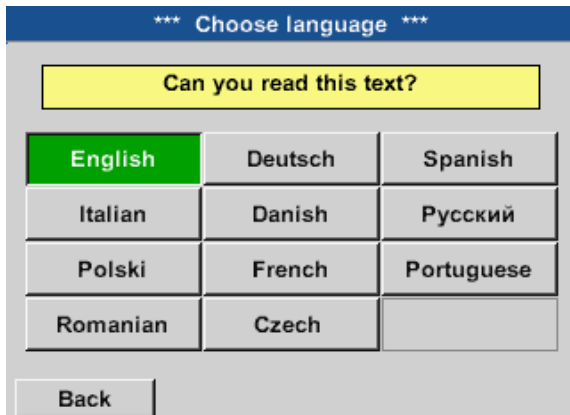 *** Choose language ***
Can you read this text?
English Deutsch Spanish
Italian Danish Русский
Polski French Portuguese
Romanian Czech
Back